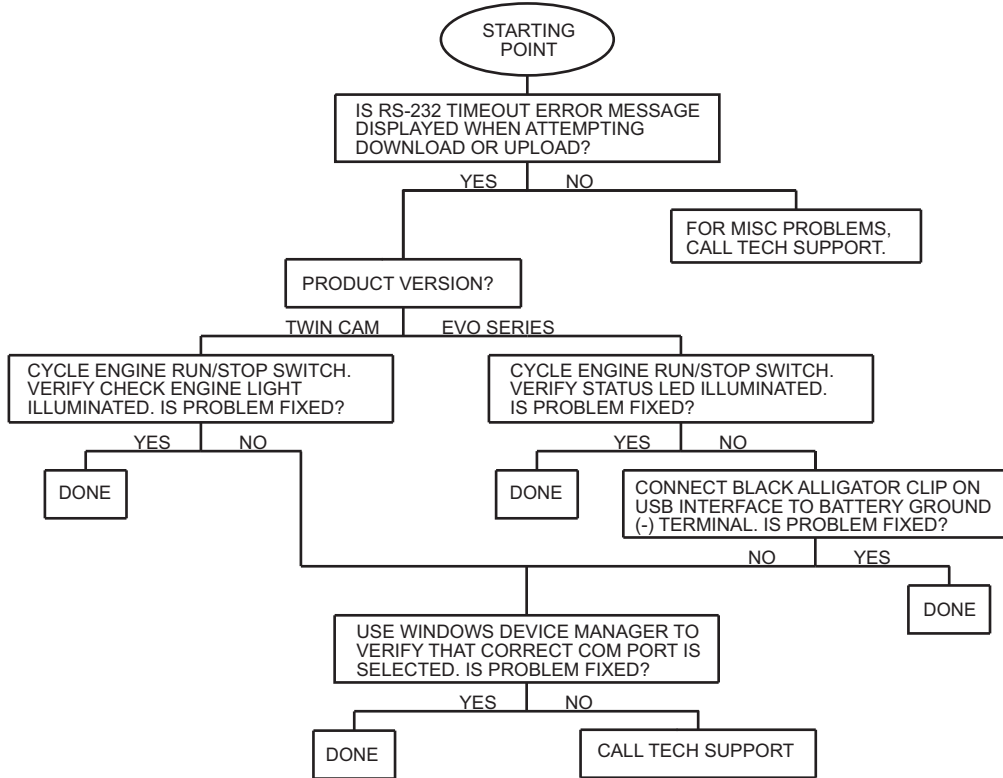 STARTING
POINT
IS RS-232 TIMEOUT ERROR MESSAGE
DISPLAYED WHEN ATTEMPTING
DOWNLOAD OR UPLOAD?
YES
NO
FOR MISC PROBLEMS,
CALL TECH SUPPORT.
PRODUCT VERSION?
TWIN CAM
EVO SERIES
CYCLE ENGINE RUN/STOP SWITCH.
VERIFY CHECK ENGINE LIGHT
ILLUMINATED. IS PROBLEM FIXED?
CYCLE ENGINE RUN/STOP SWITCH.
VERIFY STATUS LED ILLUMINATED.
IS PROBLEM FIXED?
YES
NO
YES
NO
DONE
DONE
CONNECT BLACK ALLIGATOR CLIP ON
USB INTERFACE TO BATTERY GROUND
(-) TERMINAL. IS PROBLEM FIXED?
NO
YES
DONE
USE WINDOWS DEVICE MANAGER TO
VERIFY THAT CORRECT COM PORT IS
SELECTED. IS PROBLEM FIXED?
YES
NO
DONE
CALL TECH SUPPORT